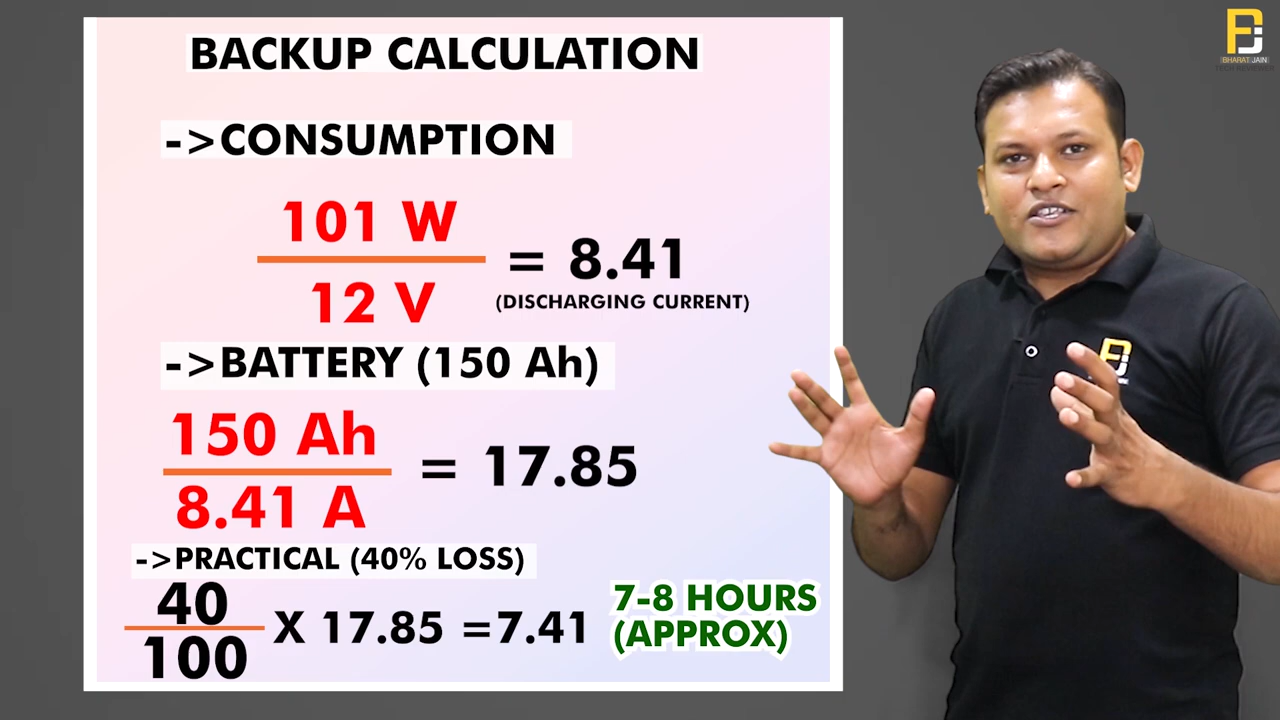 BACKUP CALCULATION
->CONSUMPTION
101 W
12 V
= 8.41
(DISCHARGING CURRENT)
->BATTERY (150 Ah)
150 Ah
8.41 A
= 17.85
->PRACTICAL (40% LOSS)
40
100
X 17.85 =7.41
7-8 HOURS
(APPROX)
BHARAT JAIN